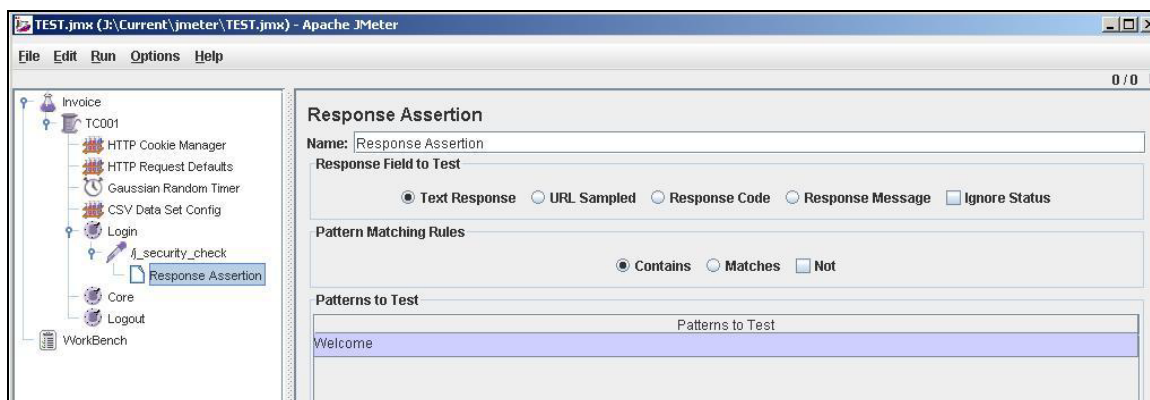 TEST.jmx (J:\Current\jmeter\TEST.jmx) - Apache JMeter
File Edit Run Options Help
0 / 0
Invoice
TC001
HTTP Cookie Manager
HTTP Request Defaults
Gaussian Random Timer
CSV Data Set Config
Login
/j_security_check
Response Assertion
Core
Logout
WorkBench
Response Assertion
Name: Response Assertion
Response Field to Test
Text Response URL Sampled Response Code Response Message Ignore Status
Pattern Matching Rules
Contains Matches Not
Patterns to Test
Patterns to Test
Welcome